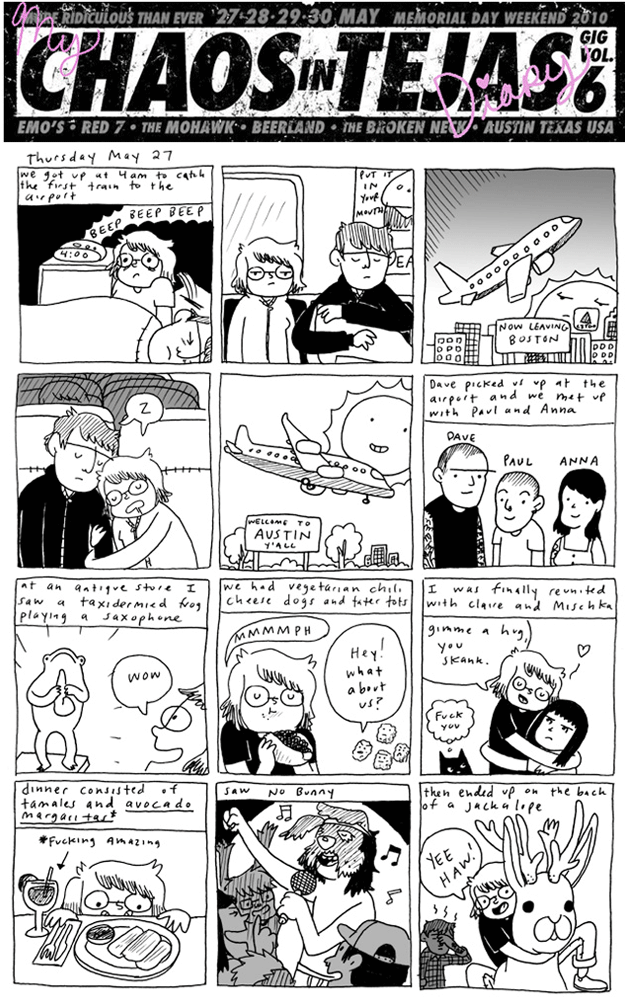 MORE RIDICULOUS THAN EVER 27-28-29-30 MAY MEMORIAL DAY WEEKEND 2010
My
CHAOS IN TEJAS
Diary
GIG
VOL.
6
EMO'S • RED 7 • THE MOHAWK • BEERLAND • THE BROKEN NECK • AUSTIN TEXAS USA
Thursday May 27
we got up at 4am to catch
the first train to the
airport
BEEP BEEP BEEP
4:00
PUT IT
IN
YOUR
MOUTH
EA
NOW LEAVING
BOSTON
Z
WELCOME TO
AUSTIN
Y'ALL
Dave picked us up at the
airport and we met up
with Paul and Anna
DAVE
PAUL
ANNA
at an antique store I
saw a taxidermied frog
playing a saxophone
WOW
we had vegetarian chili
cheese dogs and tater tots
MMMMPH
Hey!
what
about
us?
I was finally reunited
with Claire and Mischka
gimme a hug,
you
skank.
Fuck
you
dinner consisted of
tamales and avocado
margaritas*
*Fucking Amazing
saw No Bunny
then ended up on the back
of a jackalope
YEE
HAW!